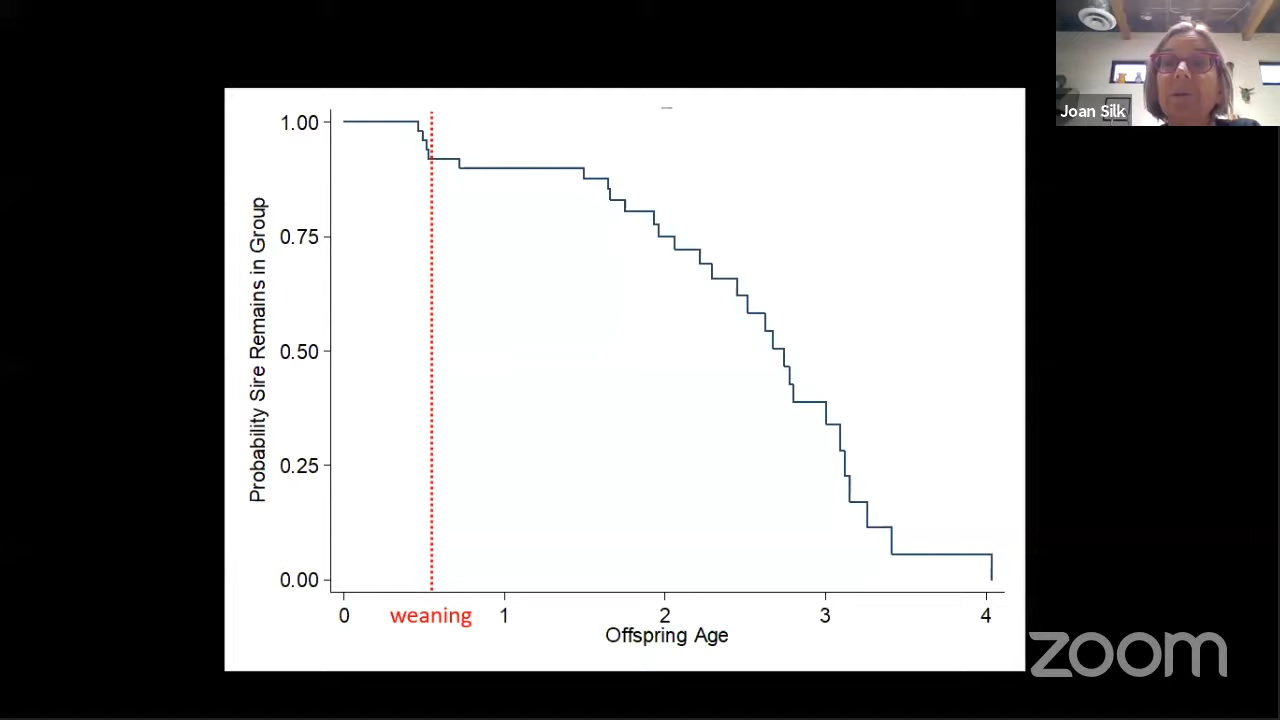 Joan Silk
1.00
0.75
0.50
0.25
0.00
Probability Sire Remains in Group
0 weaning 1 2 3 4
Offspring Age
zoom